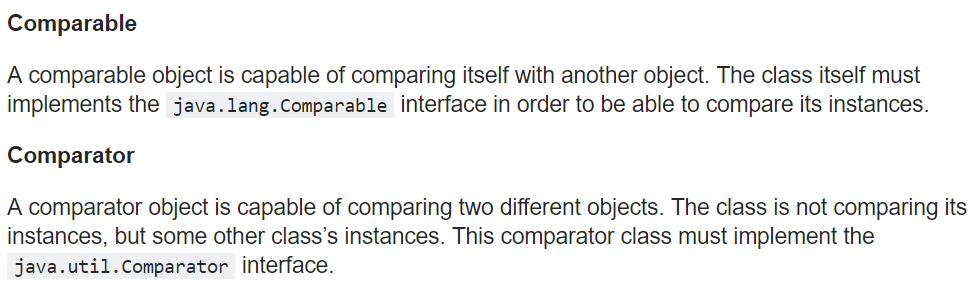 Comparable
A comparable object is capable of comparing itself with another object. The class itself must
implements the java.lang.Comparable interface in order to be able to compare its instances.
Comparator
A comparator object is capable of comparing two different objects. The class is not comparing its
instances, but some other class’s instances. This comparator class must implement the
java.util.Comparator interface.